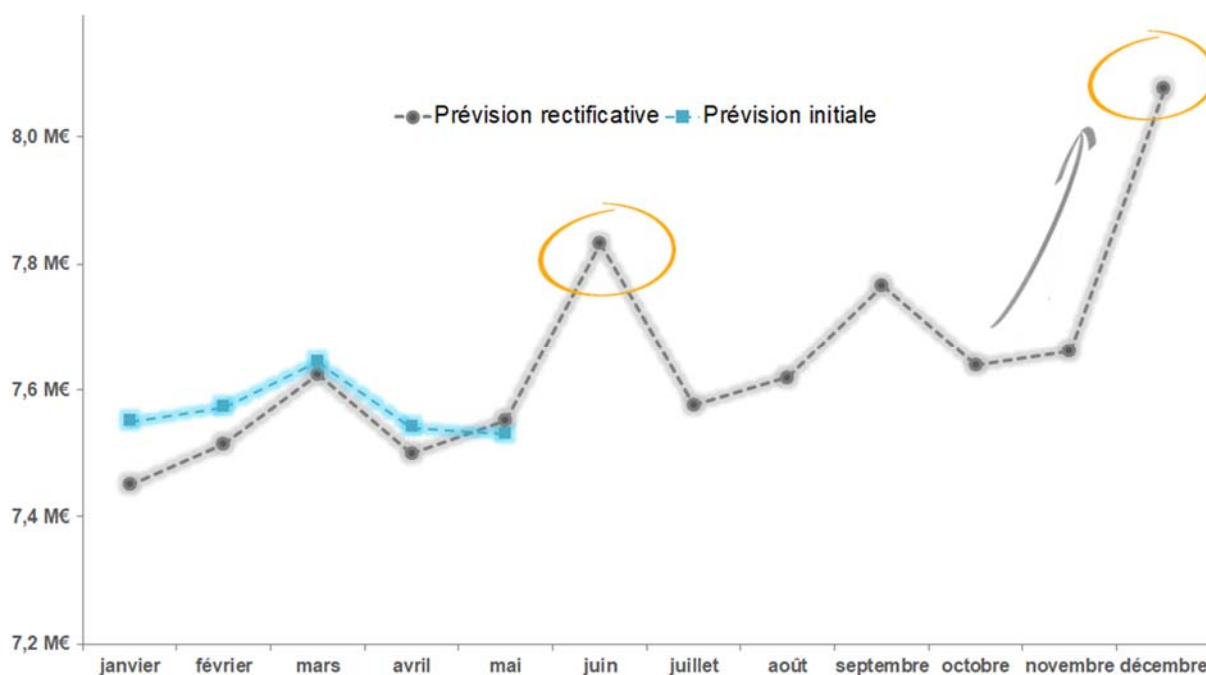 Prévision rectificative Prévision initiale
8,0 M€
7,8 M€
7,6 M€
7,4 M€
7,2 M€
janvier février mars avril mai juin juillet août septembre octobre novembre décembre